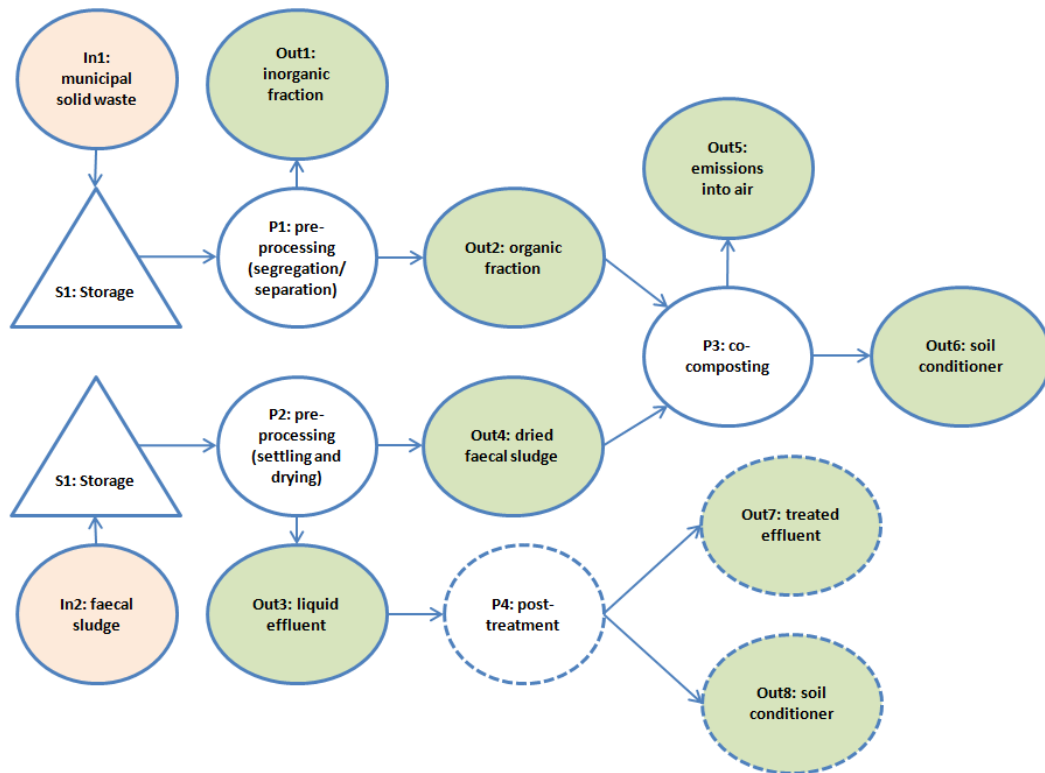 In1:
municipal
solid waste
Out1:
inorganic
fraction
Out5:
emissions
into air
P1: pre-
processing
(segregation/
separation)
Out2: organic
fraction
S1: Storage
P3: co-
composting
Out6: soil
conditioner
P2: pre-
processing
(settling and
drying)
Out4: dried
faecal sludge
S1: Storage
Out7: treated
effluent
In2: faecal
sludge
Out3: liquid
effluent
P4: post-
treatment
Out8: soil
conditioner